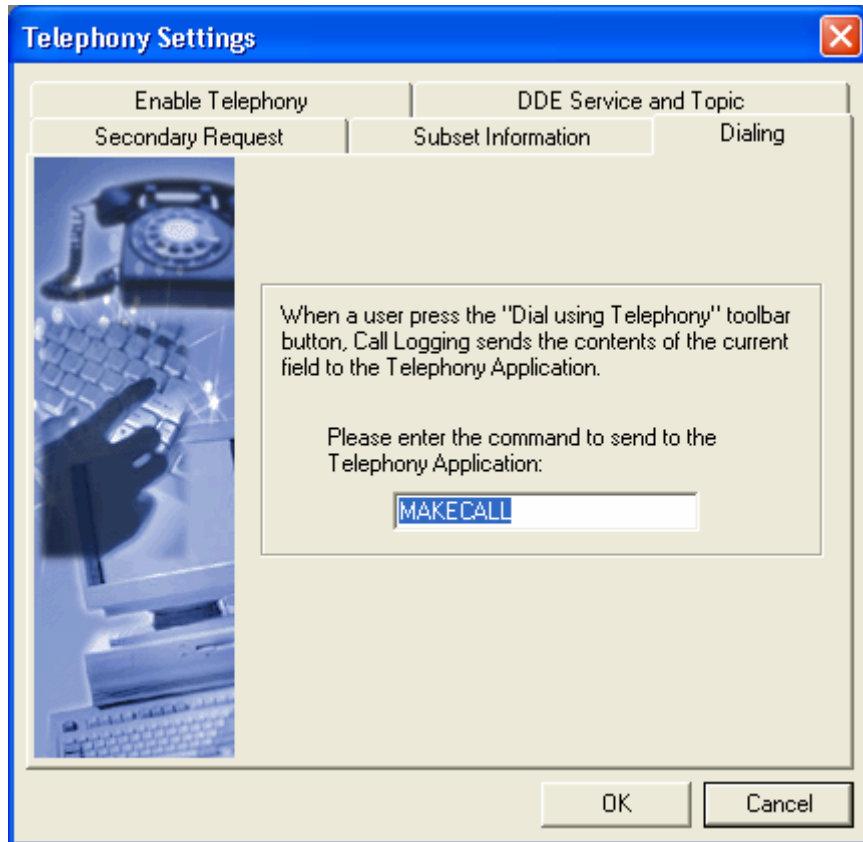 Telephony Settings
Enable Telephony
DDE Service and Topic
Secondary Request
Subset Information
Dialing
When a user press the "Dial using Telephony" toolbar
button, Call Logging sends the contents of the current
field to the Telephony Application.
Please enter the command to send to the
Telephony Application:
MAKECALL
OK
Cancel